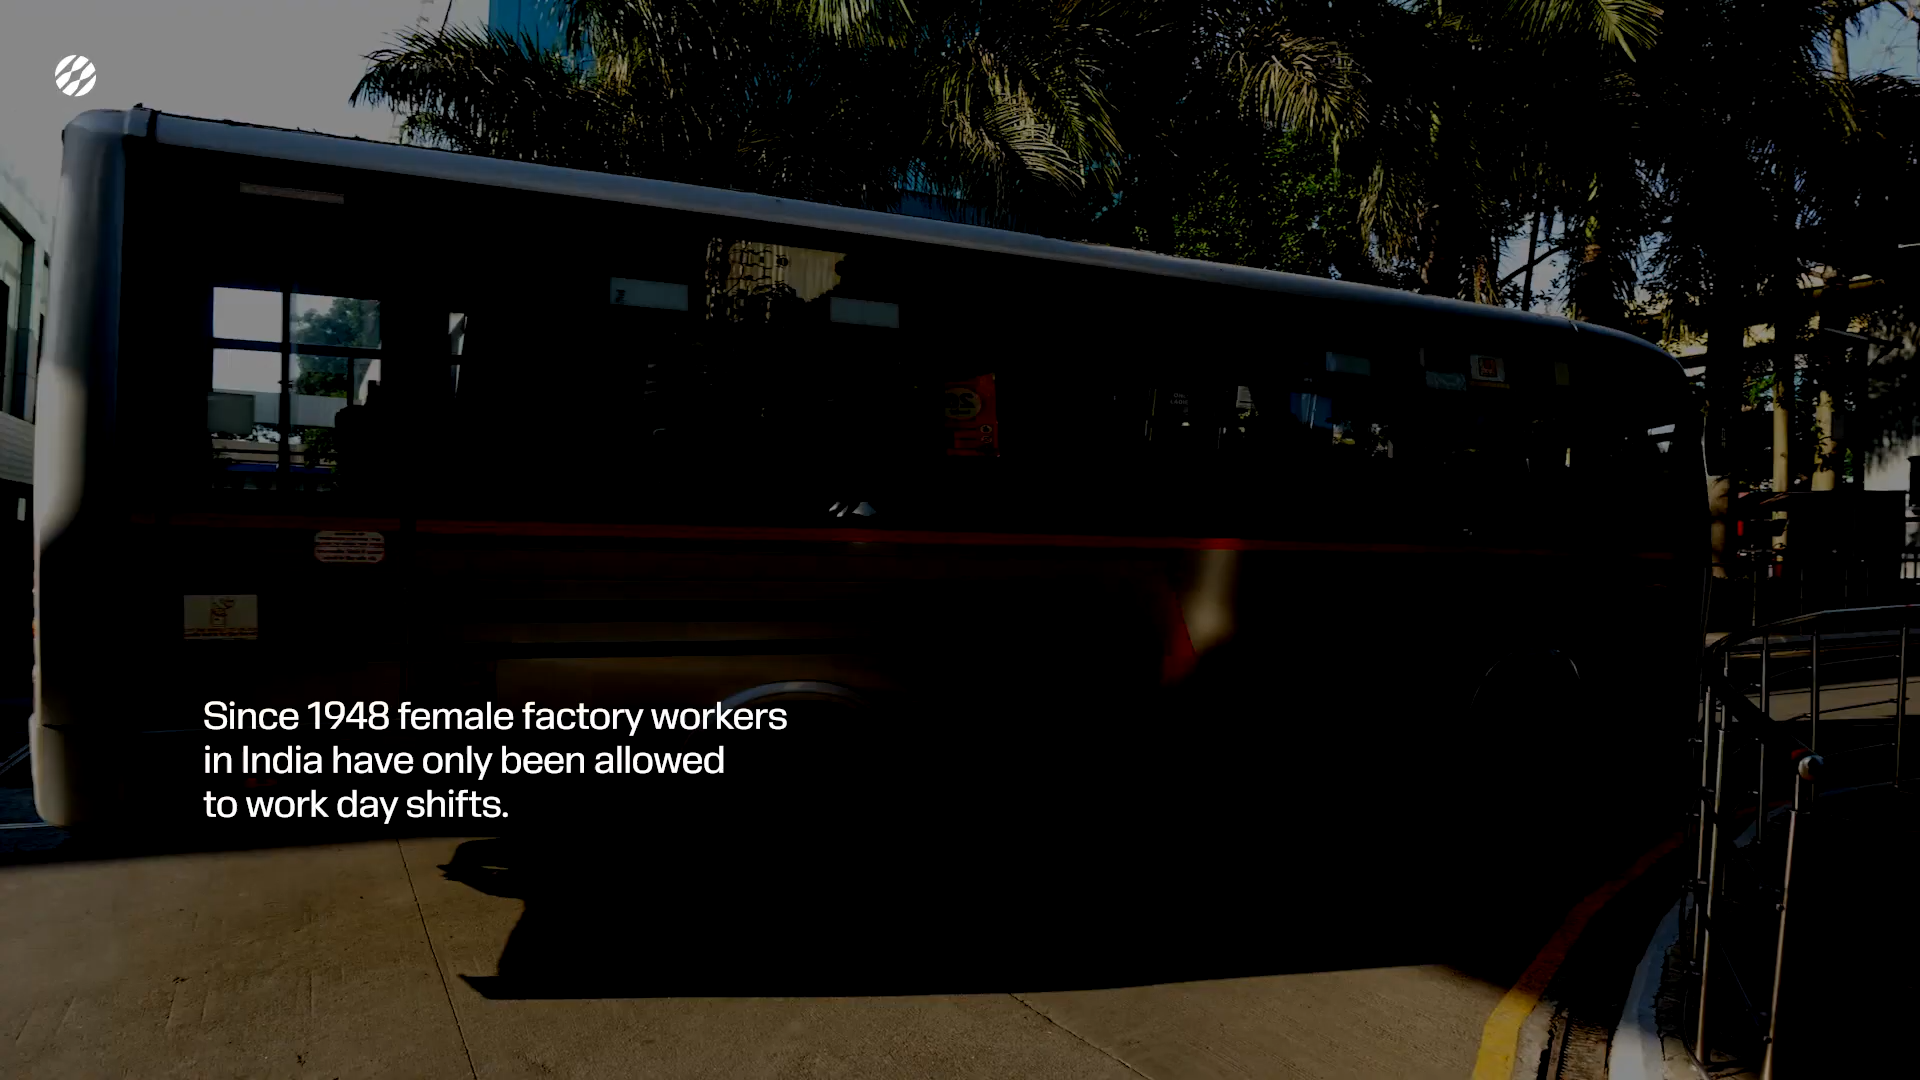 Since 1948 female factory workers
in India have only been allowed
to work day shifts.